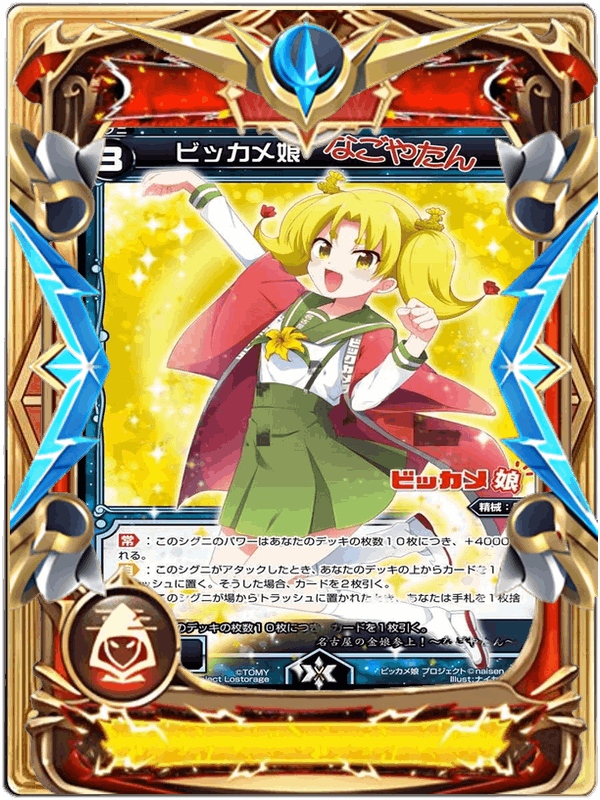 3
ビッカメ娘 なごやたん
ビッカメ娘
精械：
常：このシグニのパワーはあなたのデッキの枚数１０枚につき、＋4000
れる。
：このシグニがアタックしたとき、あなたのデッキの上からカードを1
ッシュに置く。そうした場合、カードを２枚引く。
このシグニが場からトラッシュに置かれたとき、あなたは手札を１枚捨
のデッキの枚数１０枚につき、カードを１枚引く。
名古屋の金娘参上！～なごやたん～
©TOMY
ect Lostorage
ビッカメ娘 プロジェクト ©naisen
Illust:ナイ